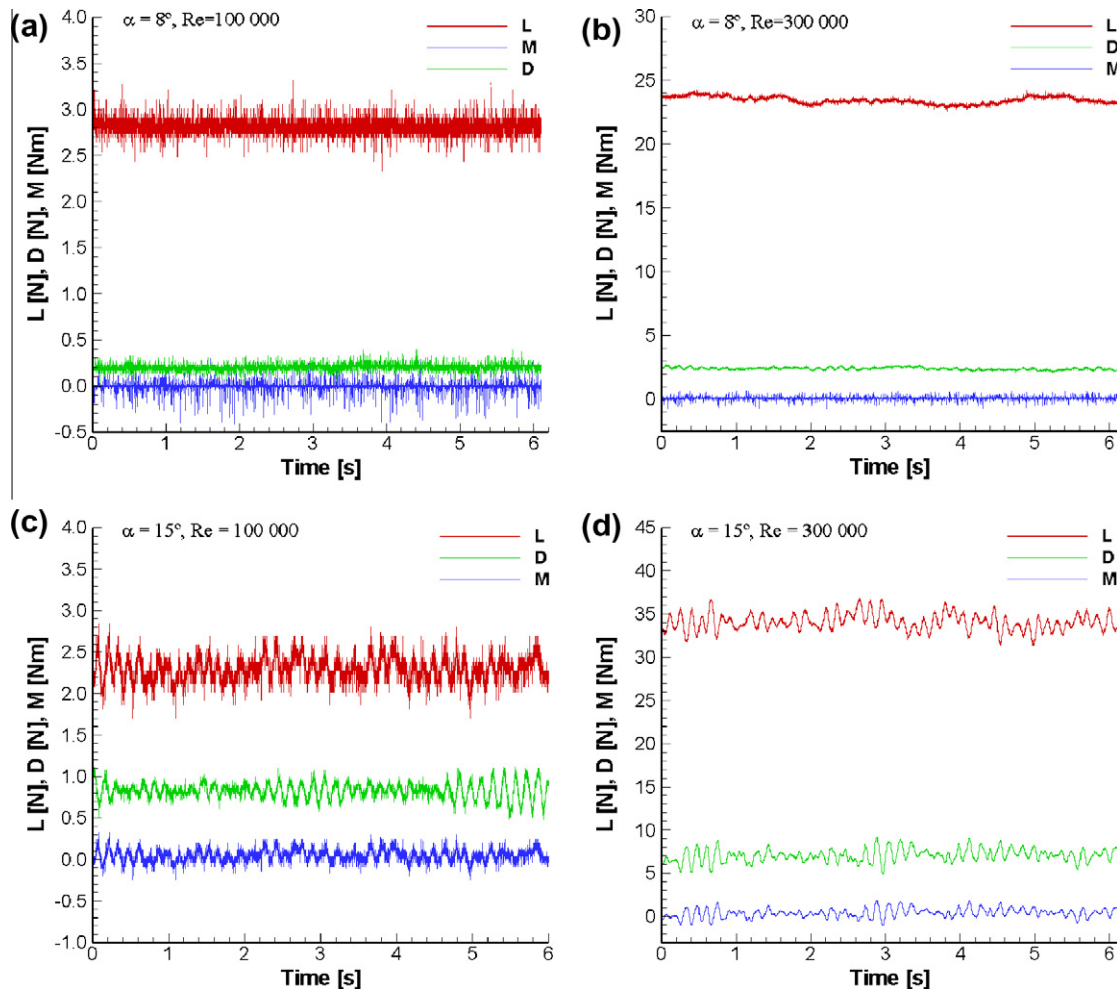 (a)
α = 8°, Re=100 000
L
M
D
4.0
3.5
3.0
2.5
2.0
1.5
1.0
0.5
0.0
-0.5
L [N], D [N], M [Nm]
0 1 2 3 4 5 6
Time [s]
(b)
α = 8°, Re=300 000
L
D
M
30
25
20
15
10
5
0
L [N], D [N], M [Nm]
0 1 2 3 4 5 6
Time [s]
(c)
α = 15°, Re = 100 000
L
D
M
4.0
3.5
3.0
2.5
2.0
1.5
1.0
0.5
0.0
-0.5
-1.0
L [N], D [N], M [Nm]
0 1 2 3 4 5 6
Time [s]
(d)
α = 15°, Re = 300 000
L
D
M
45
40
35
30
25
20
15
10
5
0
L [N], D [N], M [Nm]
0 1 2 3 4 5 6
Time [s]